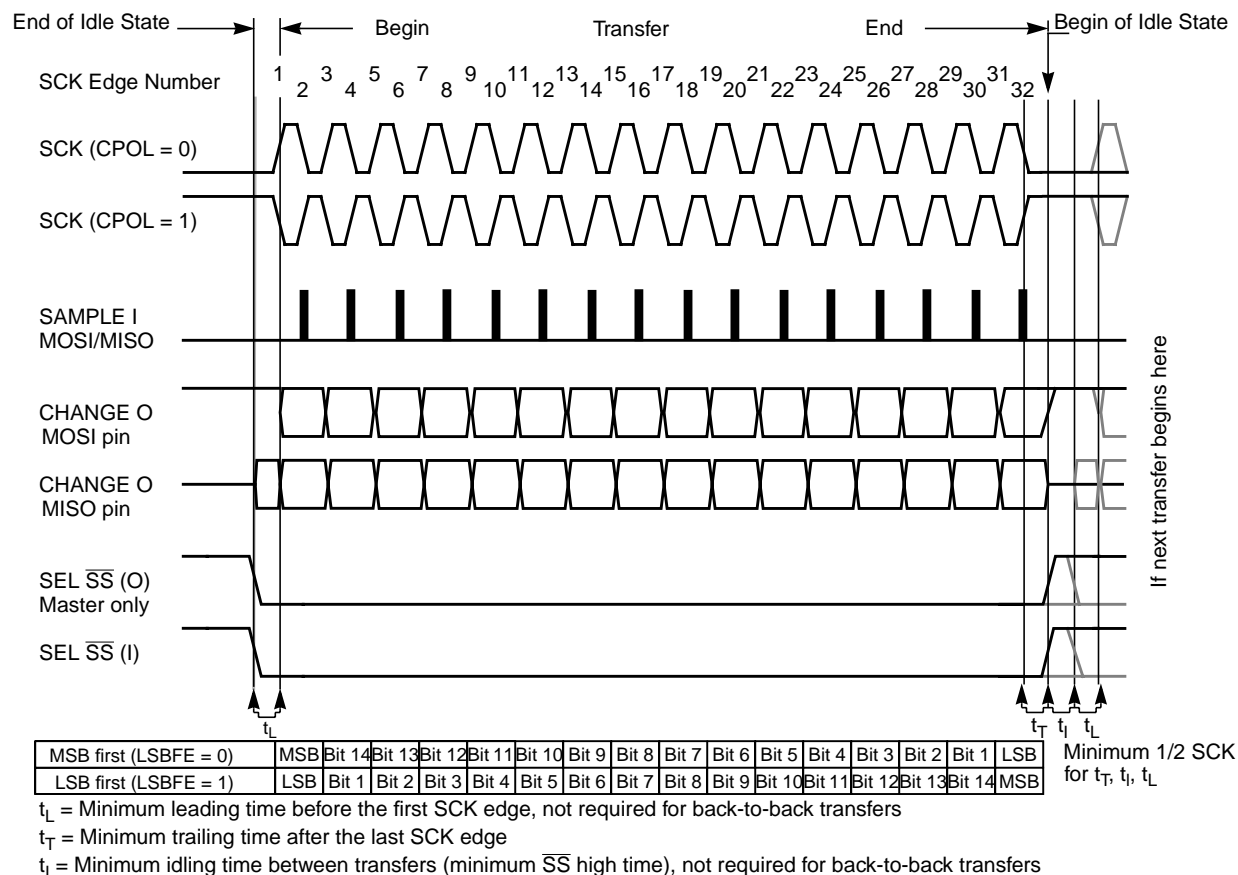 End of Idle State
Begin
Transfer
End
Begin of Idle State
SCK Edge Number
1 3 5 7 9 11 13 15 17 19 21 23 25 27 29 31
2 4 6 8 10 12 14 16 18 20 22 24 26 28 30 32
SCK (CPOL = 0)
SCK (CPOL = 1)
SAMPLE I
MOSI/MISO
CHANGE O
MOSI pin
CHANGE O
MISO pin
SEL S̅S̅ (O)
Master only
SEL S̅S̅ (I)
If next transfer begins here
tL
tT tI tL
MSB first (LSBFE = 0) MSB Bit 14 Bit 13 Bit 12 Bit 11 Bit 10 Bit 9 Bit 8 Bit 7 Bit 6 Bit 5 Bit 4 Bit 3 Bit 2 Bit 1 LSB
LSB first (LSBFE = 1) LSB Bit 1 Bit 2 Bit 3 Bit 4 Bit 5 Bit 6 Bit 7 Bit 8 Bit 9 Bit 10 Bit 11 Bit 12 Bit 13 Bit 14 MSB
Minimum 1/2 SCK
for tT, tI, tL
tL = Minimum leading time before the first SCK edge, not required for back-to-back transfers
tT = Minimum trailing time after the last SCK edge
tI = Minimum idling time between transfers (minimum S̅S̅ high time), not required for back-to-back transfers